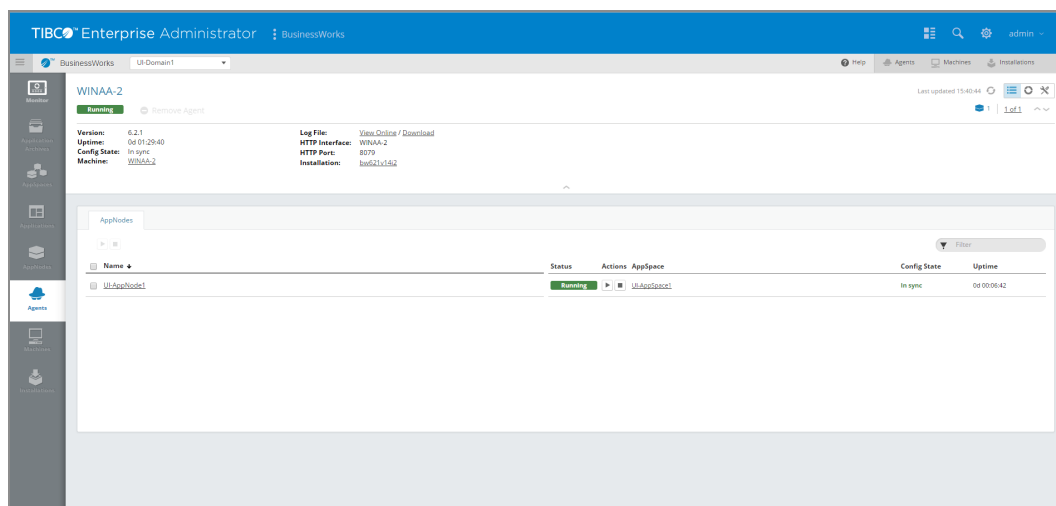 TIBCO™ Enterprise Administrator BusinessWorks admin
BusinessWorks UI-Domain1 Help Agents Machines Installations
Monitor
Application Archives
AppSpaces
Applications
AppNodes
Agents
Machines
Installations
WINAA-2 Last updated 15:40:44
Running Remove Agent 1 1 of 1
Version: 6.2.1 Log File: View Online / Download
Uptime: 0d 01:29:40 HTTP Interface: WINAA-2
Config State: In sync HTTP Port: 8079
Machine: WINAA-2 Installation: bw621v14i2
AppNodes
Filter
Name Status Actions AppSpace Config State Uptime
UI-AppNode1 Running UI-AppSpace1 In sync 0d 00:06:42